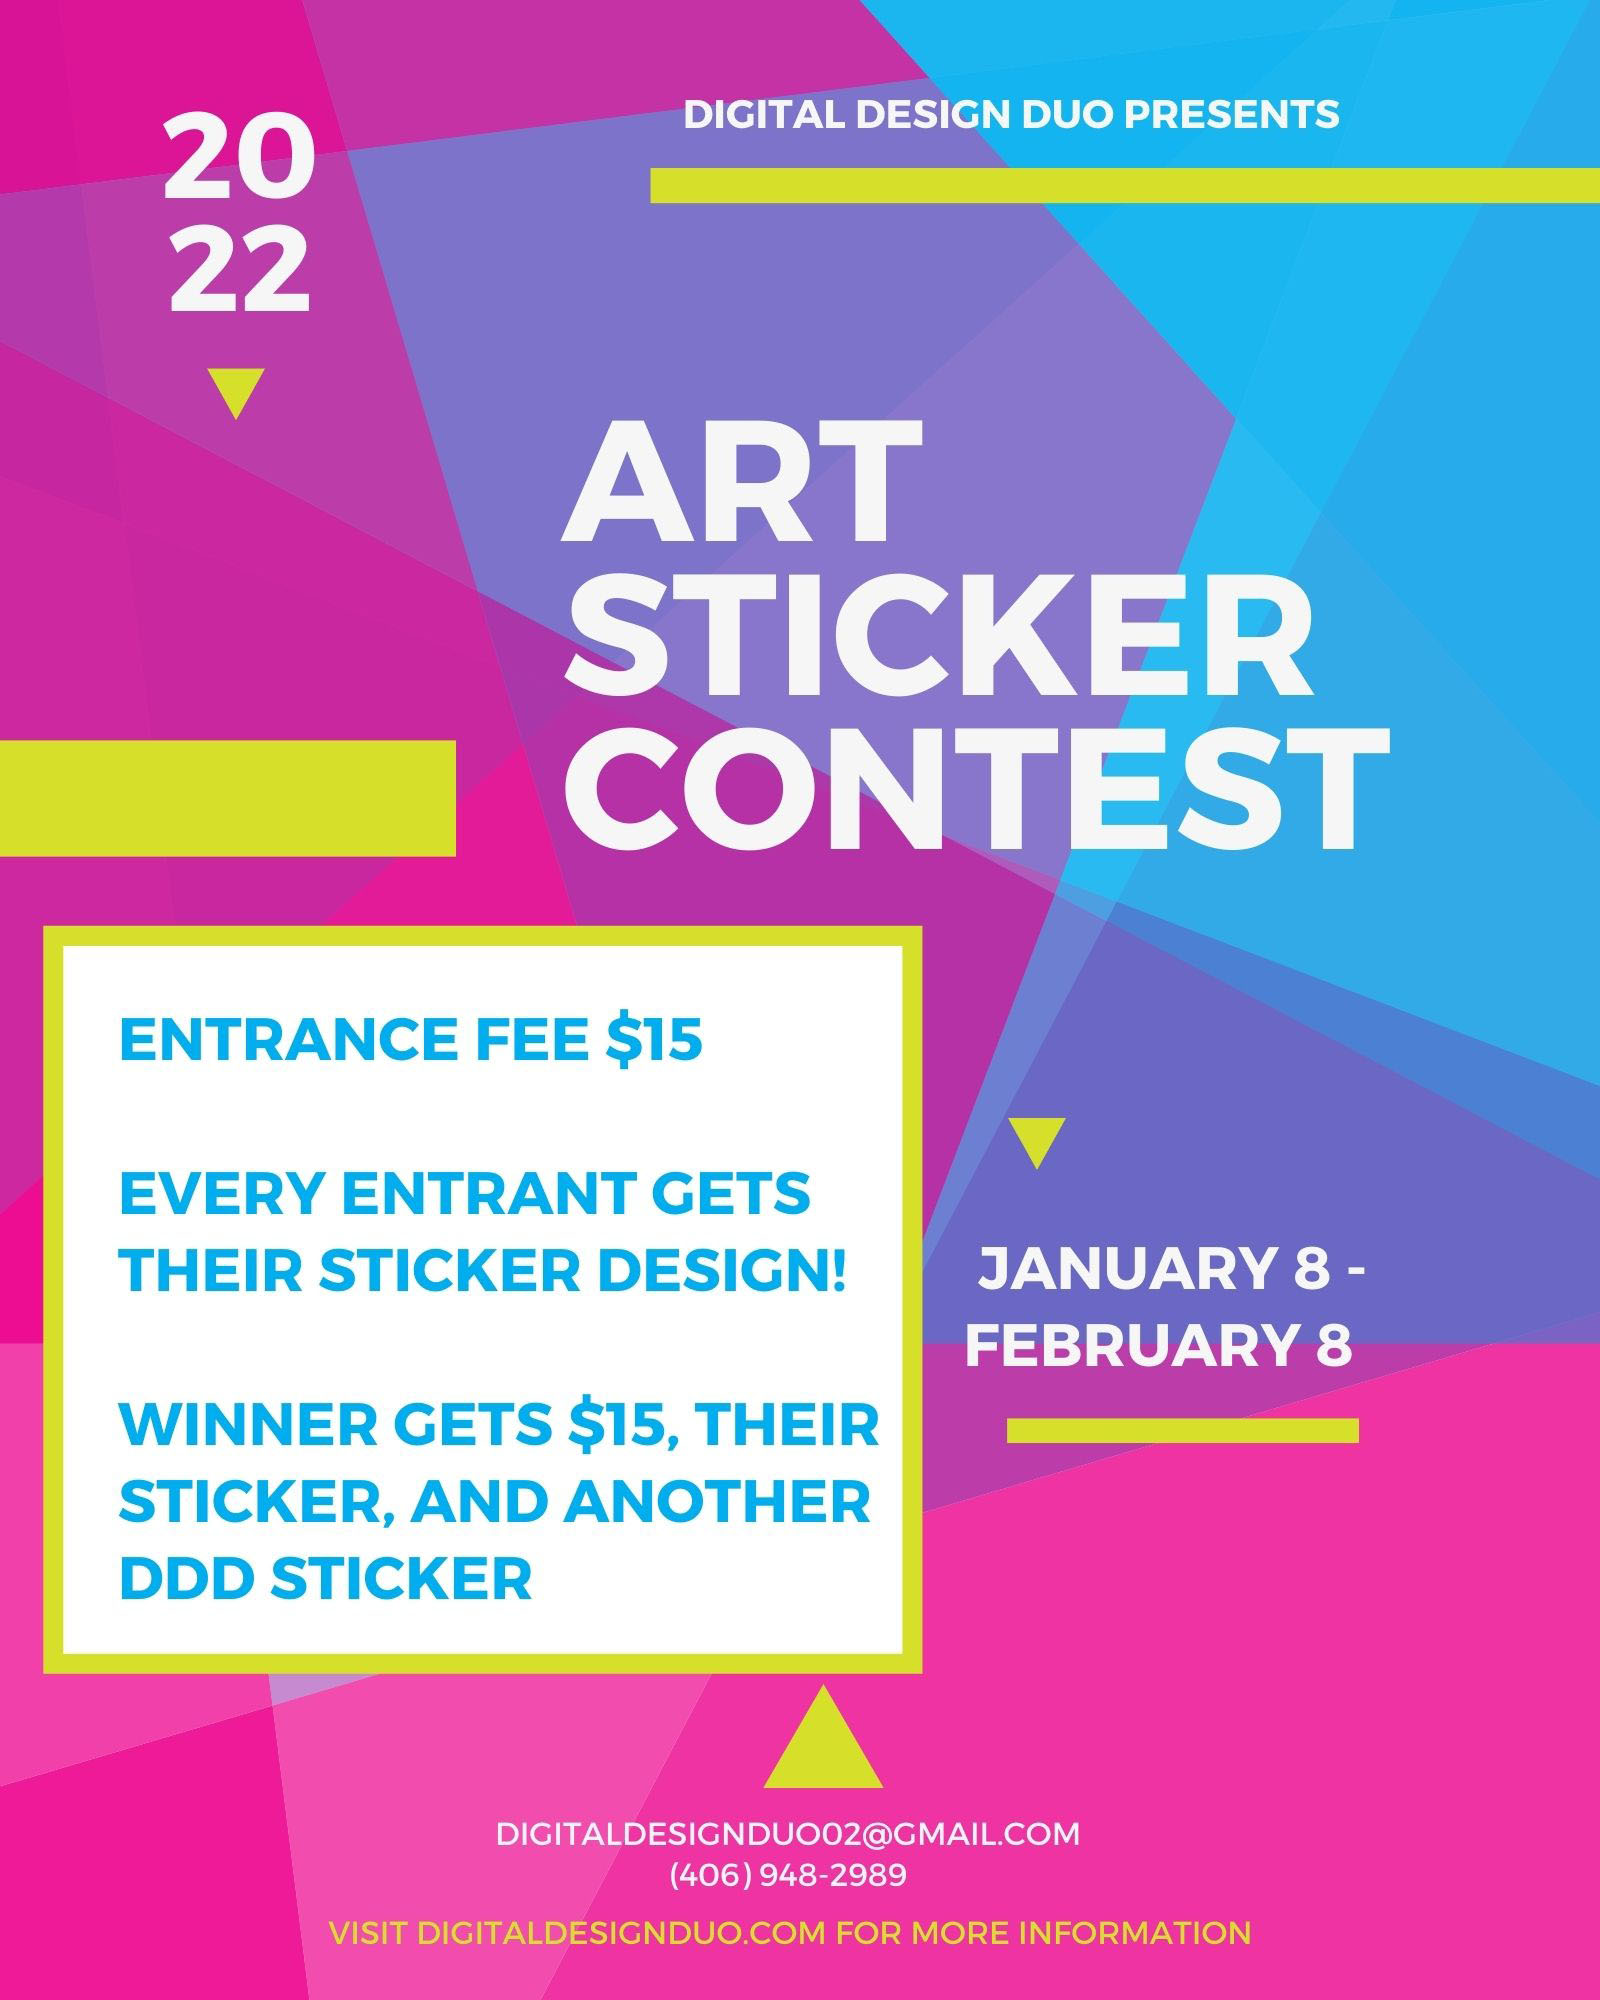 20
22
DIGITAL DESIGN DUO PRESENTS
ART
STICKER
CONTEST
ENTRANCE FEE $15
EVERY ENTRANT GETS
THEIR STICKER DESIGN!
WINNER GETS $15, THEIR
STICKER, AND ANOTHER
DDD STICKER
JANUARY 8 -
FEBRUARY 8
DIGITALDESIGNDUO02@GMAIL.COM
(406) 948-2989
VISIT DIGITALDESIGNDUO.COM FOR MORE INFORMATION